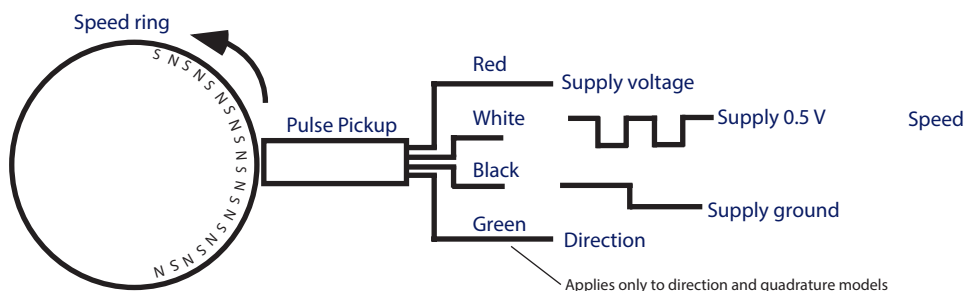 Speed ring
S N S N S N S N S N S N S N S N S N S N S N
Pulse Pickup
Red
Supply voltage
White
Supply 0.5 V
Speed
Black
Supply ground
Green
Direction
Applies only to direction and quadrature models